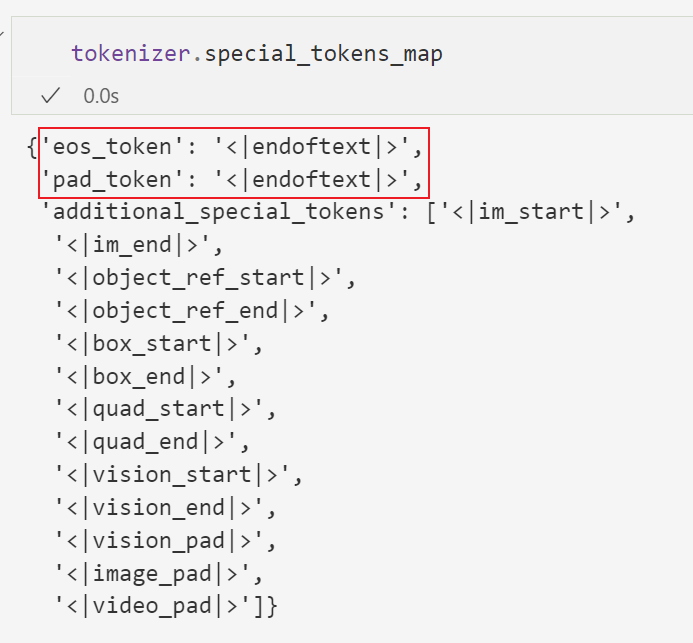 tokenizer.special_tokens_map
0.0s
{'eos_token': '<|endoftext|>',
'pad_token': '<|endoftext|>',
'additional_special_tokens': ['<|im_start|>',
'<|im_end|>',
'<|object_ref_start|>',
'<|object_ref_end|>',
'<|box_start|>',
'<|box_end|>',
'<|quad_start|>',
'<|quad_end|>',
'<|vision_start|>',
'<|vision_end|>',
'<|vision_pad|>',
'<|image_pad|>',
'<|video_pad|>']}